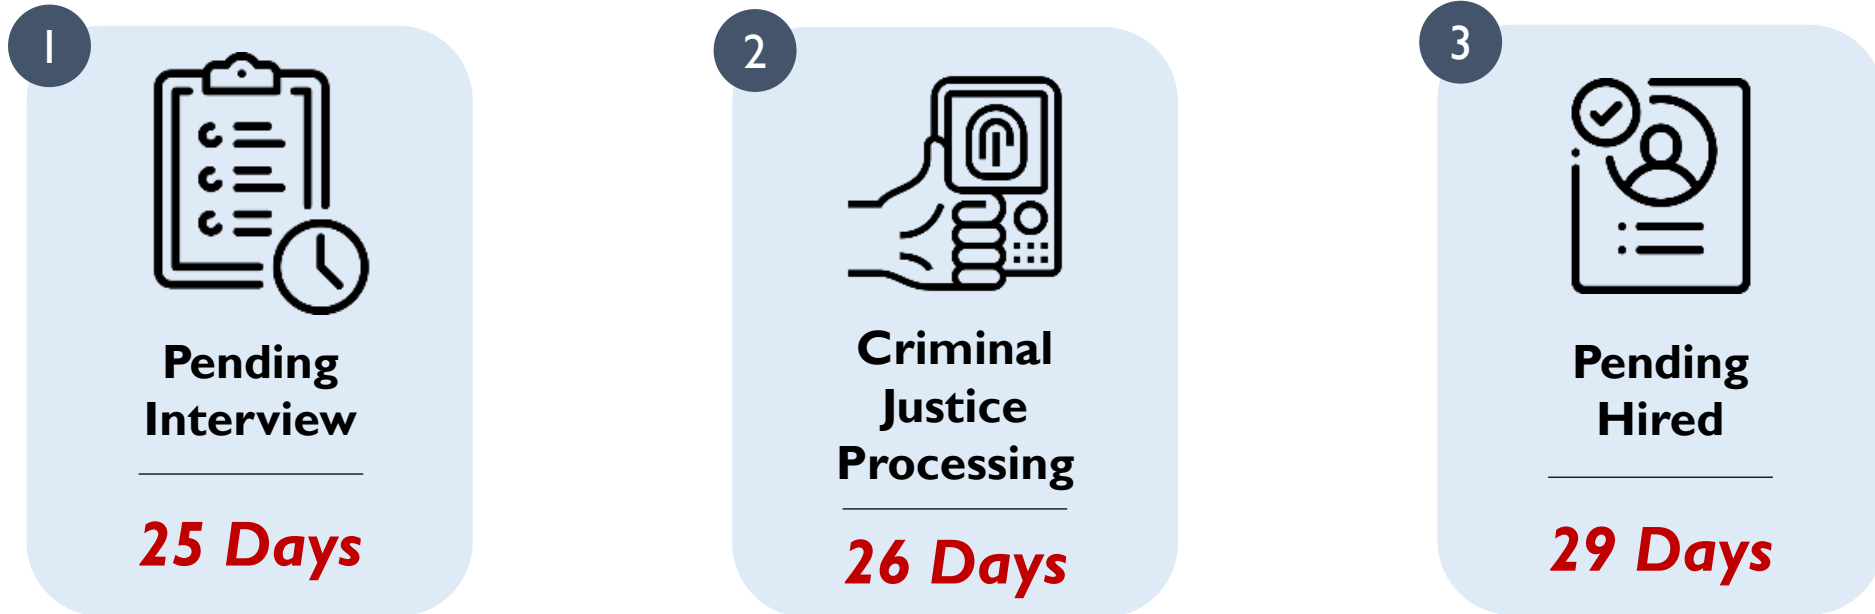 1
Pending
Interview
25 Days
2
Criminal
Justice
Processing
26 Days
3
Pending
Hired
29 Days